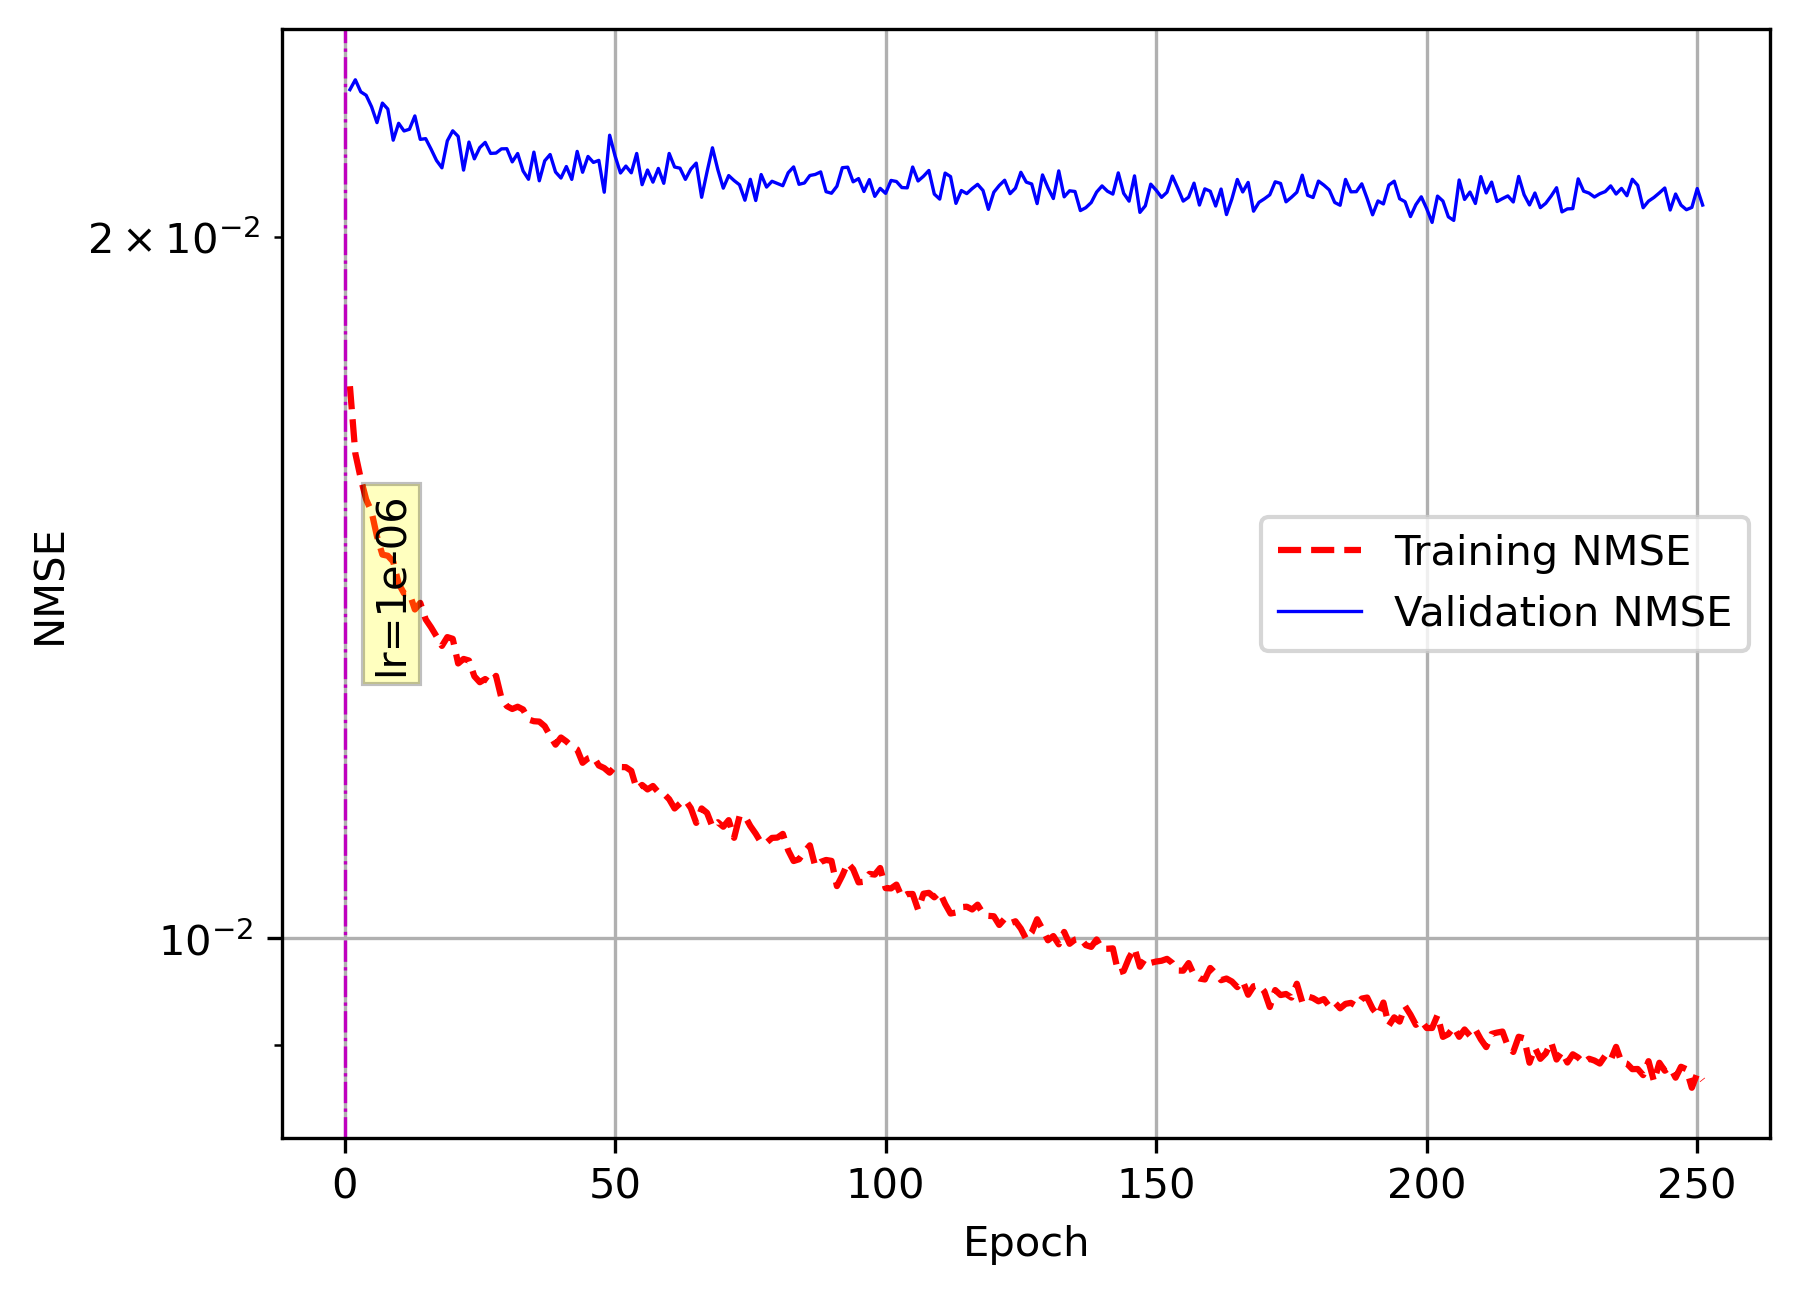 2 × 10⁻²
10⁻²
NMSE
lr=1e-06
Training NMSE
Validation NMSE
0 50 100 150 200 250
Epoch